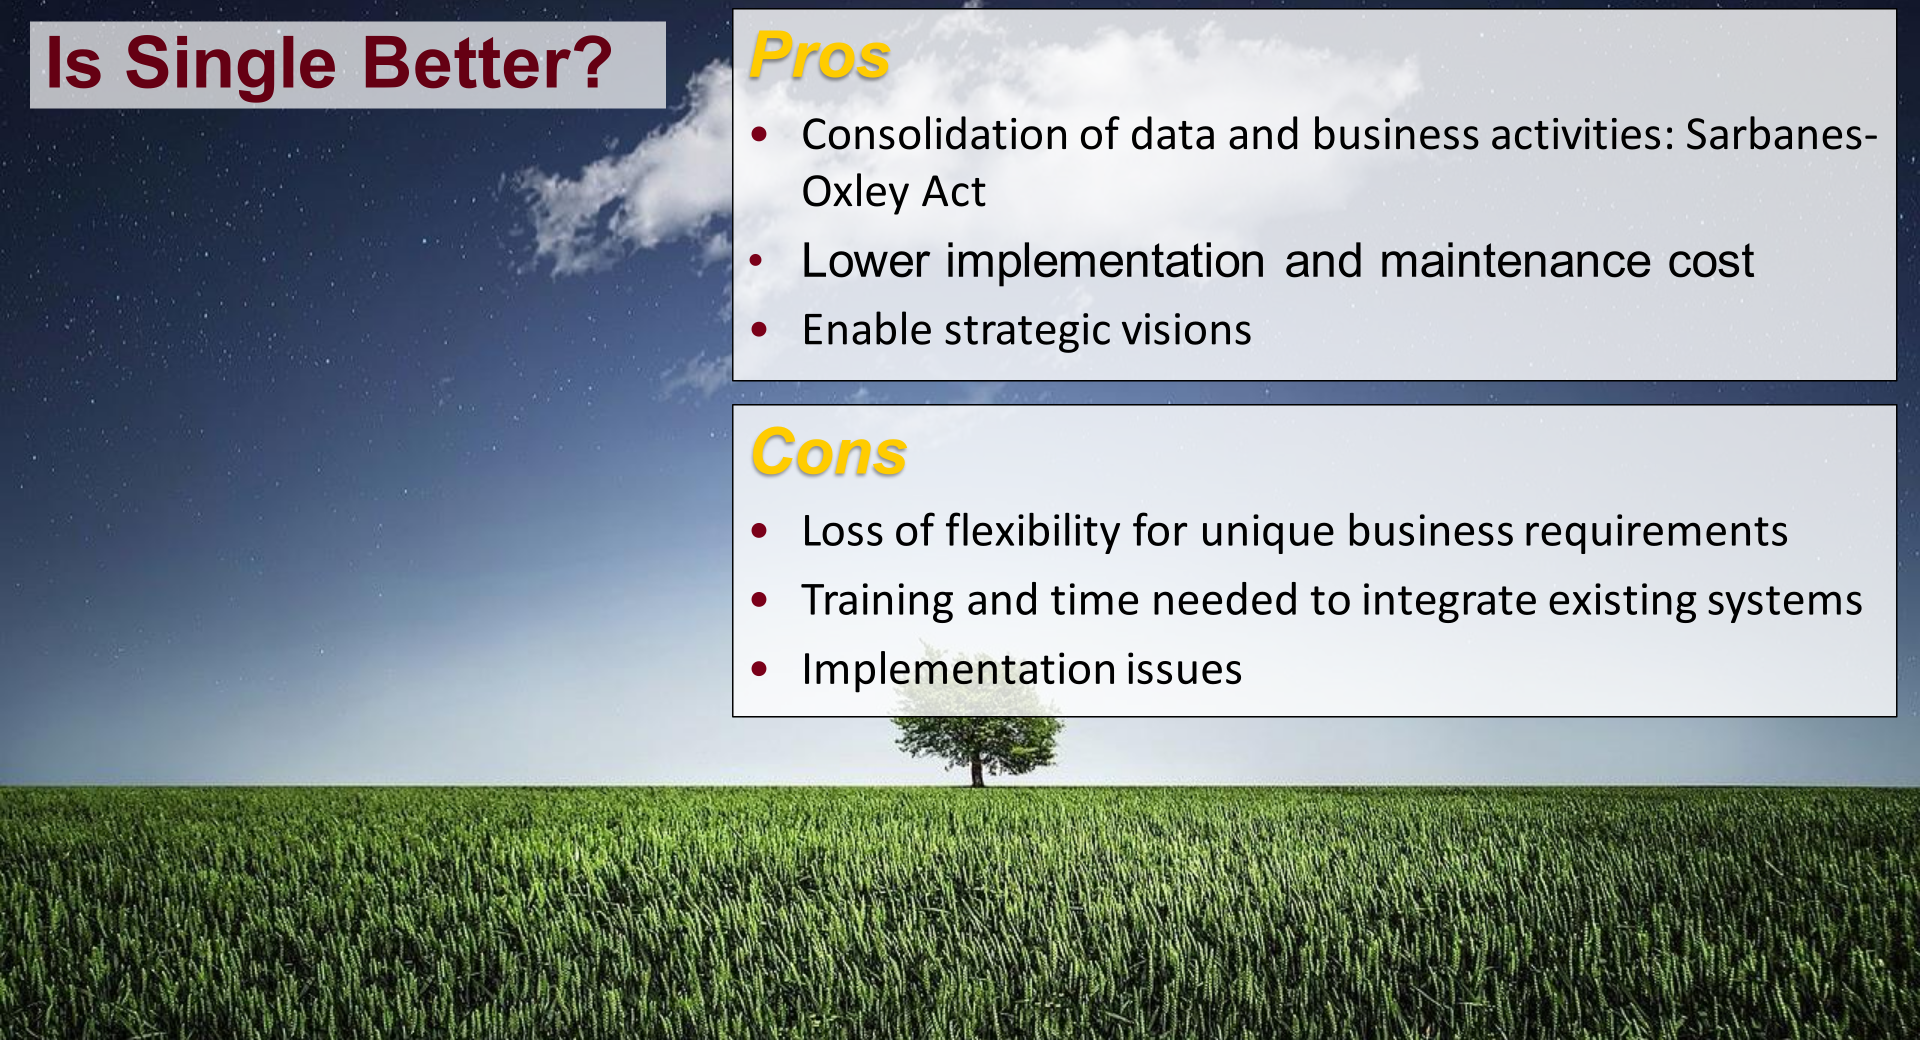 Is Single Better?
Pros
• Consolidation of data and business activities: Sarbanes-
Oxley Act
• Lower implementation and maintenance cost
• Enable strategic visions
Cons
• Loss of flexibility for unique business requirements
• Training and time needed to integrate existing systems
• Implementation issues